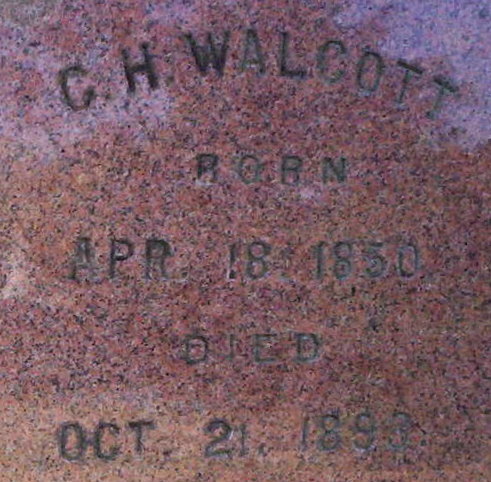 C. H. WALCOTT
BORN
APR. 18. 1850
DIED
OCT. 21. 1893.